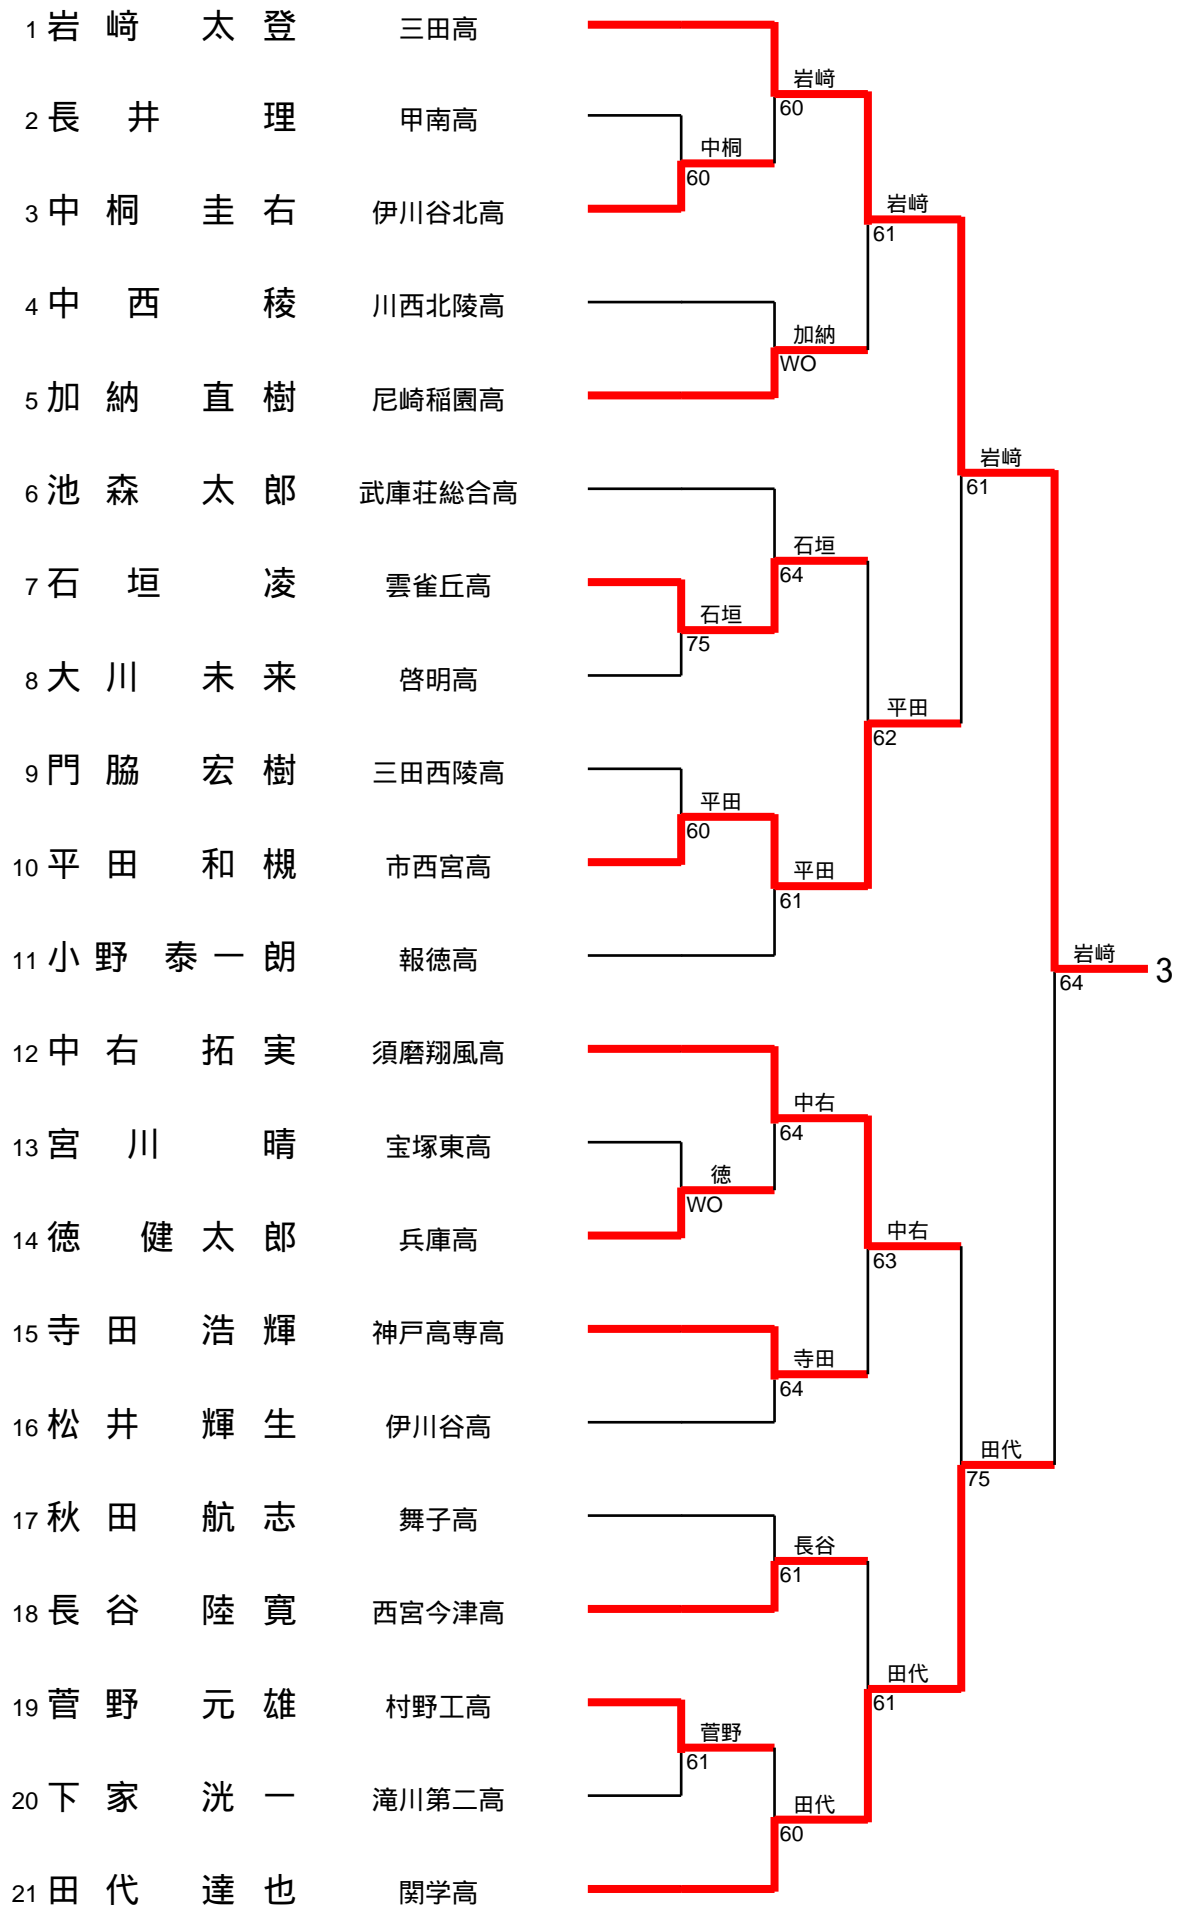 1 岩﨑 太登 三田高
岩﨑
60
2 長井 理 甲南高
中桐
60
3 中桐 圭右 伊川谷北高
岩﨑
61
4 中西 稜 川西北陵高
加納
WO
5 加納 直樹 尼崎稲園高
岩﨑
61
6 池森 太郎 武庫荘総合高
石垣
64
7 石垣 凌 雲雀丘高
石垣
75
8 大川 未来 啓明高
平田
62
9 門脇 宏樹 三田西陵高
平田
60
10 平田 和槻 市西宮高
平田
61
11 小野 泰一朗 報徳高
岩﨑
64
3
12 中右 拓実 須磨翔風高
中右
64
13 宮川 晴 宝塚東高
徳
WO
14 徳 健太郎 兵庫高
中右
63
15 寺田 浩輝 神戸高専高
寺田
64
16 松井 輝生 伊川谷高
田代
75
17 秋田 航志 舞子高
長谷
61
18 長谷 陸寛 西宮今津高
田代
61
19 菅野 元雄 村野工高
菅野
61
20 下家 洸一 滝川第二高
田代
60
21 田代 達也 関学高